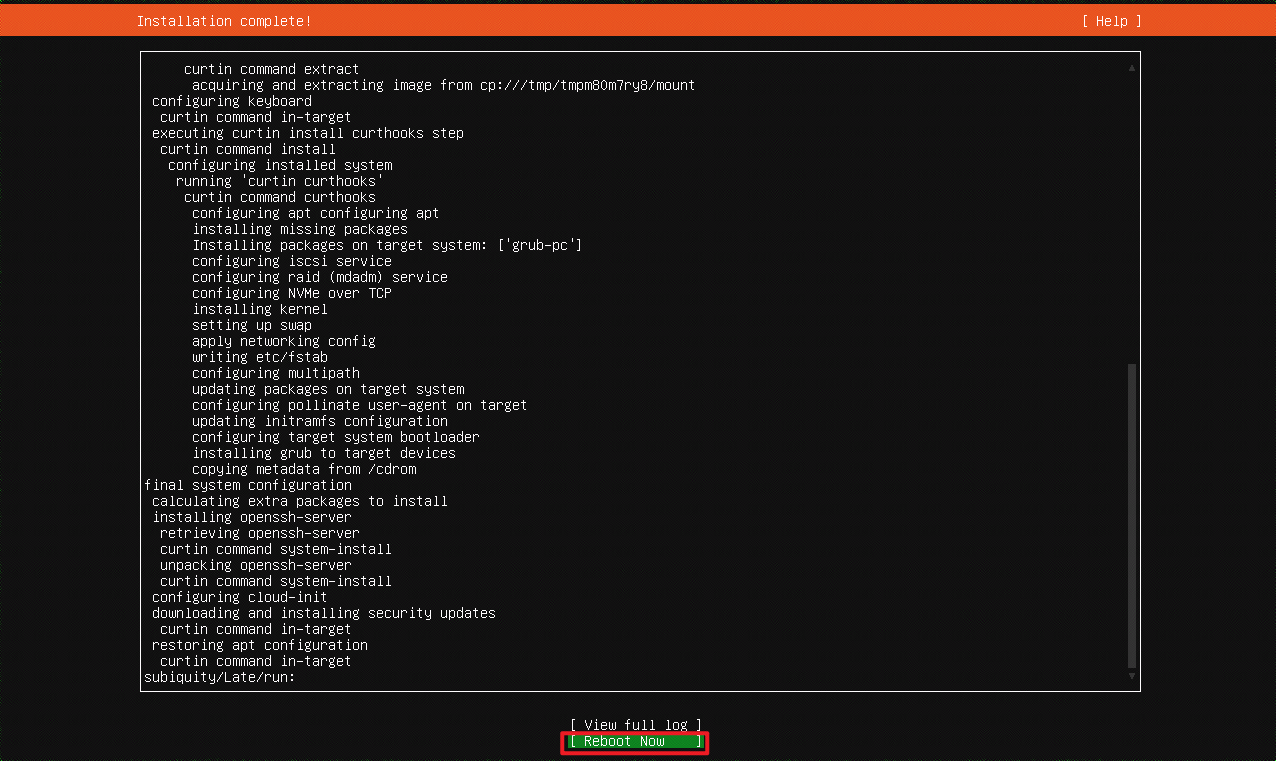 Installation complete!
[ Help ]
curtin command extract
acquiring and extracting image from cp:///tmp/tmpm80m7ry8/mount
configuring keyboard
curtin command in-target
executing curtin install curthooks step
curtin command install
configuring installed system
running 'curtin curthooks'
curtin command curthooks
configuring apt configuring apt
installing missing packages
Installing packages on target system: ['grub-pc']
configuring iscsi service
configuring raid (mdadm) service
configuring NVMe over TCP
installing kernel
setting up swap
apply networking config
writing etc/fstab
configuring multipath
updating packages on target system
configuring pollinate user-agent on target
updating initramfs configuration
configuring target system bootloader
installing grub to target devices
copying metadata from /cdrom
final system configuration
calculating extra packages to install
installing openssh-server
retrieving openssh-server
curtin command system-install
unpacking openssh-server
curtin command system-install
configuring cloud-init
downloading and installing security updates
curtin command in-target
restoring apt configuration
curtin command in-target
subiquity/Late/run:
[ View full log ]
[ Reboot Now ]